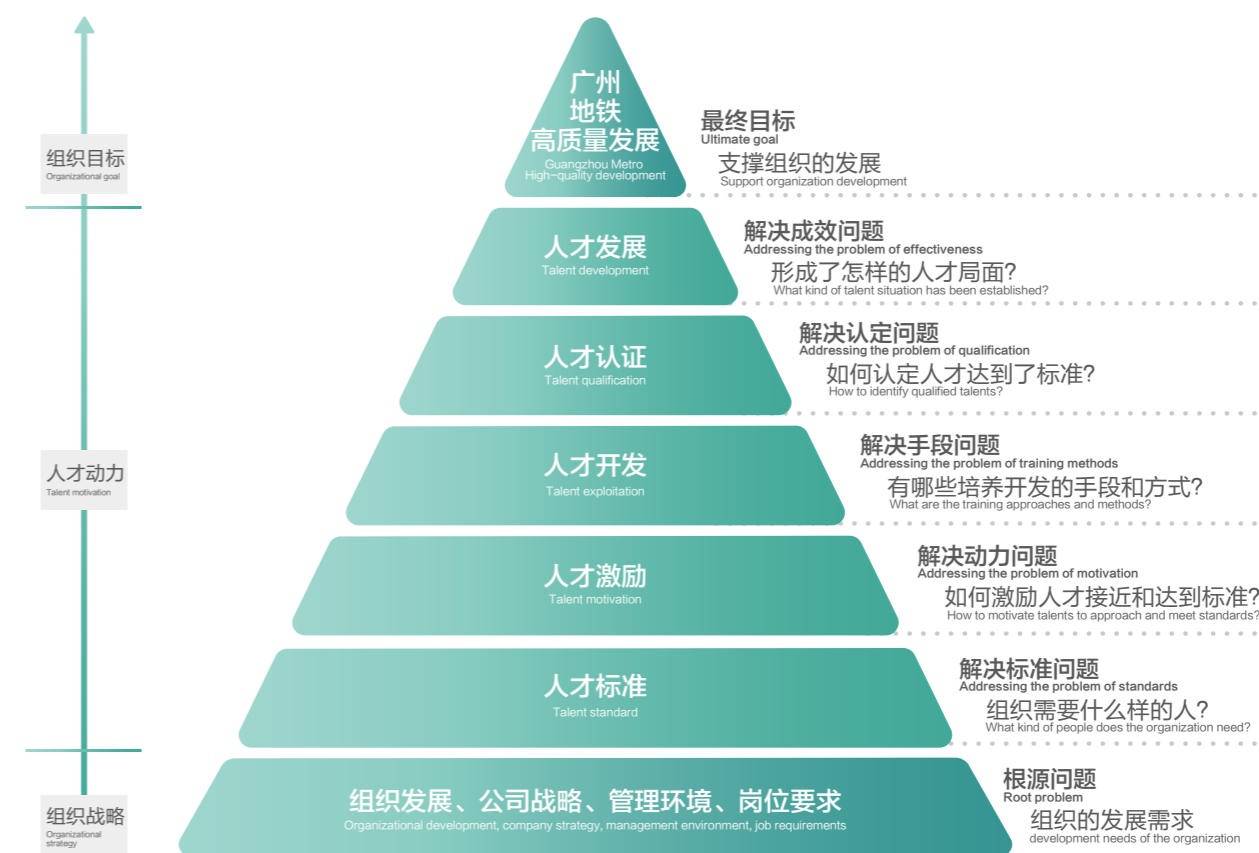 广州
地铁
高质量发展
Guangzhou Metro
High-quality development
最终目标
Ultimate goal
支撑组织的发展
Support organization development
组织目标
Organizational goal
人才发展
Talent development
解决成效问题
Addressing the problem of effectiveness
形成了怎样的人才局面?
What kind of talent situation has been established?
人才认证
Talent qualification
解决认定问题
Addressing the problem of qualification
如何认定人才达到了标准?
How to identify qualified talents?
人才动力
Talent motivation
人才开发
Talent exploitation
解决手段问题
Addressing the problem of training methods
有哪些培养开发的手段和方式?
What are the training approaches and methods?
人才激励
Talent motivation
解决动力问题
Addressing the problem of motivation
如何激励人才接近和达到标准?
How to motivate talents to approach and meet standards?
人才标准
Talent standard
解决标准问题
Addressing the problem of standards
组织需要什么样的人?
What kind of people does the organization need?
组织战略
Organizational
strategy
组织发展、公司战略、管理环境、岗位要求
Organizational development, company strategy, management environment, job requirements
根源问题
Root problem
组织的发展需求
development needs of the organization